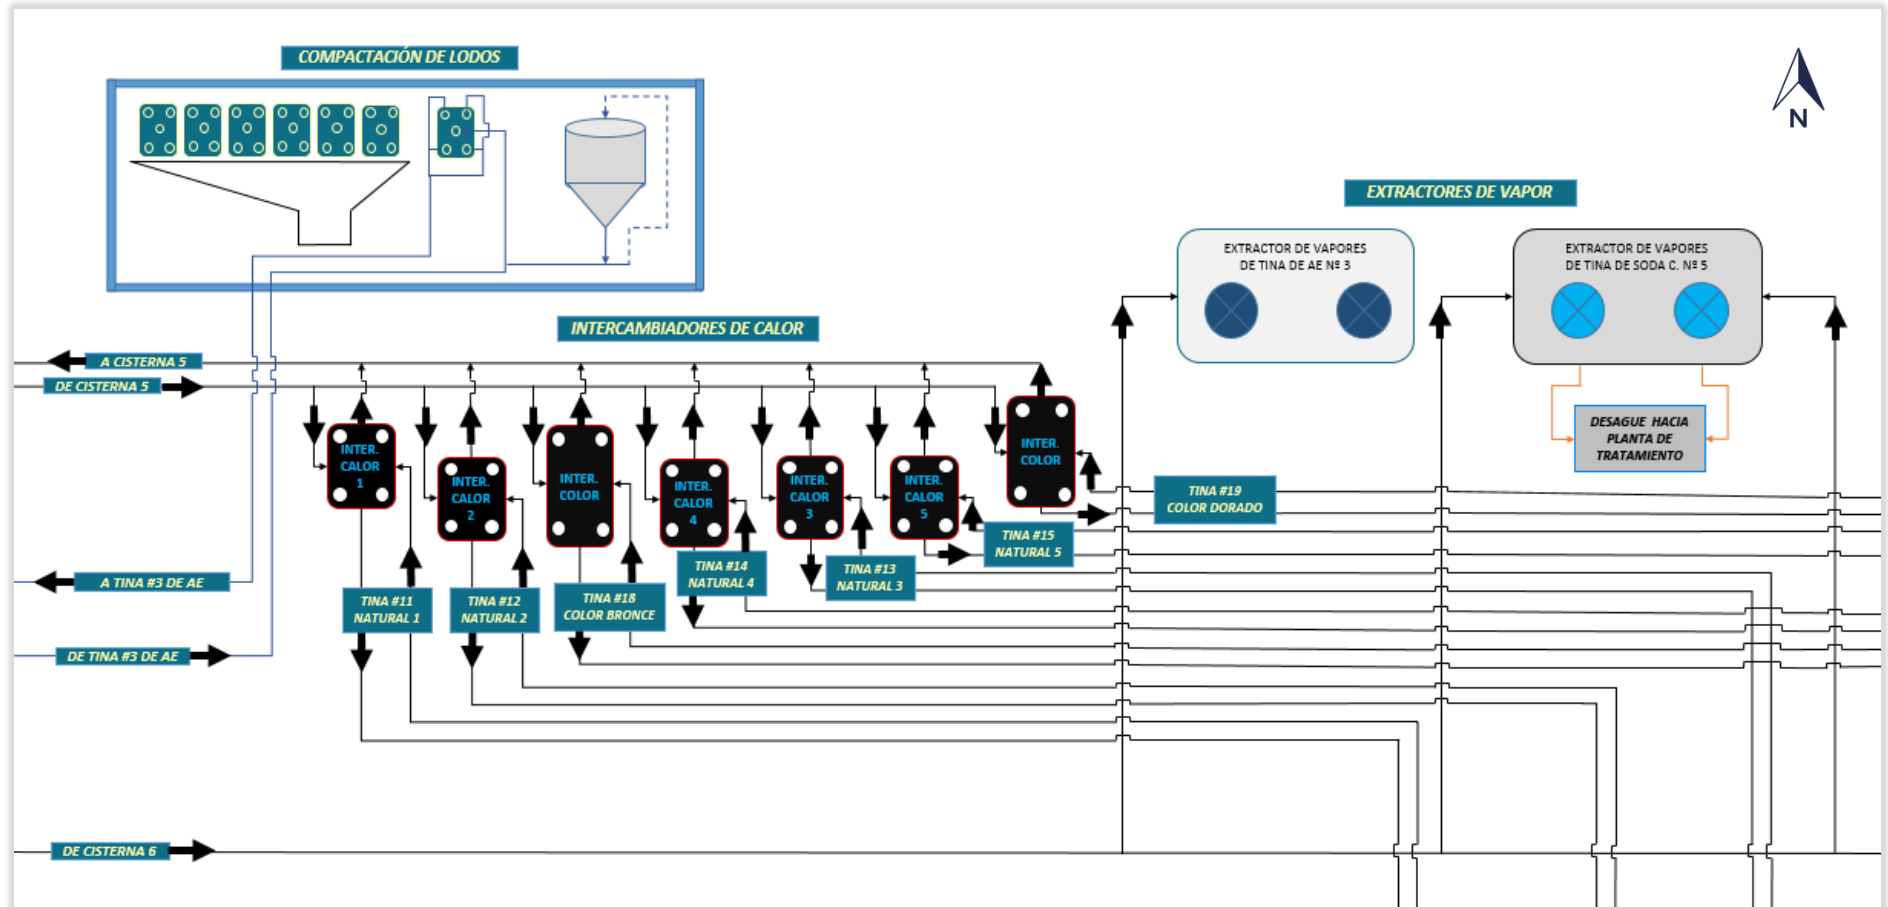 COMPACTACIÓN DE LODOS
N
EXTRACTORES DE VAPOR
EXTRACTOR DE VAPORES
DE TINA DE AE Nº 3
EXTRACTOR DE VAPORES
DE TINA DE SODA C. Nº 5
INTERCAMBIADORES DE CALOR
A CISTERNA 5
DE CISTERNA 5
DESAGUE HACIA
PLANTA DE
TRATAMIENTO
INTER.
CALOR
1
INTER.
CALOR
2
INTER.
COLOR
INTER.
CALOR
4
INTER.
CALOR
3
INTER.
CALOR
5
INTER.
COLOR
TINA #19
COLOR DORADO
TINA #15
NATURAL 5
TINA #14
NATURAL 4
TINA #13
NATURAL 3
A TINA #3 DE AE
TINA #11
NATURAL 1
TINA #12
NATURAL 2
TINA #18
COLOR BRONCE
DE TINA #3 DE AE
DE CISTERNA 6